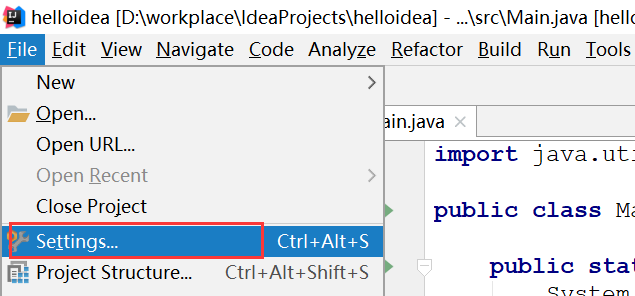 helloidea [D:\workplace\IdeaProjects\helloidea] - ...\src\Main.java [he
File Edit View Navigate Code Analyze Refactor Build Run Tools
New
Open...
ain.java
Open URL...
import java.uti
Open Recent
Close Project
public class Ma
Settings... Ctrl+Alt+S
Project Structure... Ctrl+Alt+Shift+S
public stat
System